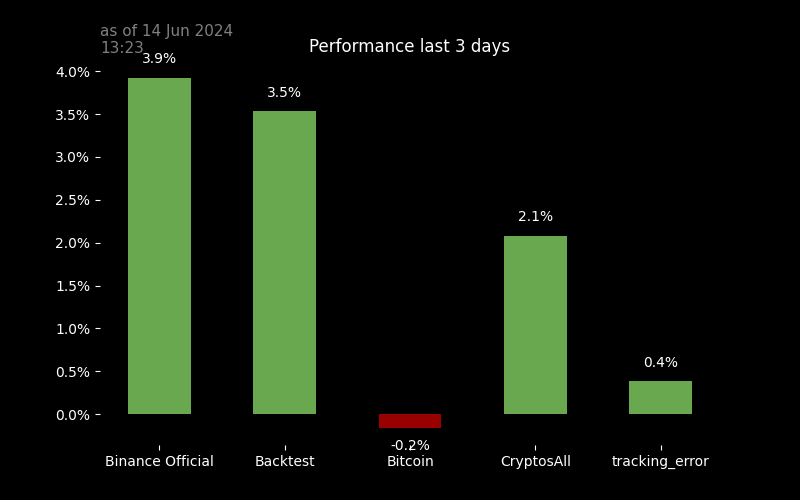 as of 14 Jun 2024
13:23
Performance last 3 days
4.0%
3.5%
3.0%
2.5%
2.0%
1.5%
1.0%
0.5%
0.0%
3.9%
3.5%
-0.2%
2.1%
0.4%
Binance Official
Backtest
Bitcoin
CryptosAll
tracking_error